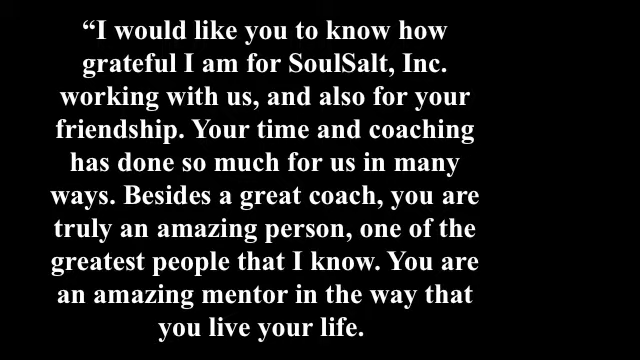 “I would like you to know how
grateful I am for SoulSalt, Inc.
working with us, and also for your
friendship. Your time and coaching
has done so much for us in many
ways. Besides a great coach, you are
truly an amazing person, one of the
greatest people that I know. You are
an amazing mentor in the way that
you live your life.